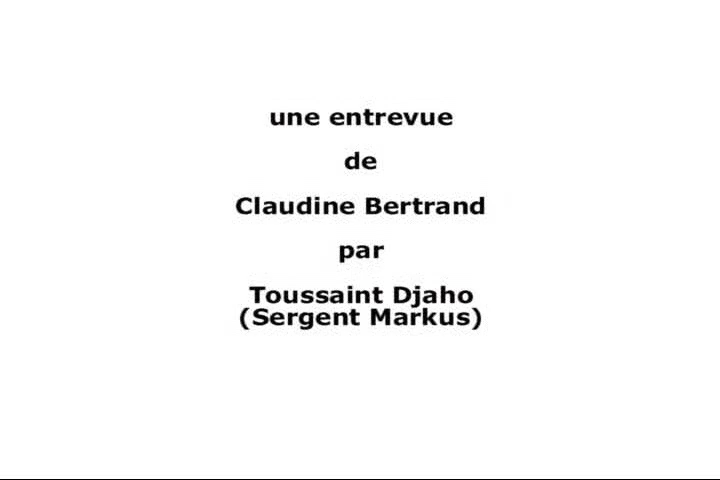 une entrevue
de
Claudine Bertrand
par
Toussaint Djaho
(Sergent Markus)